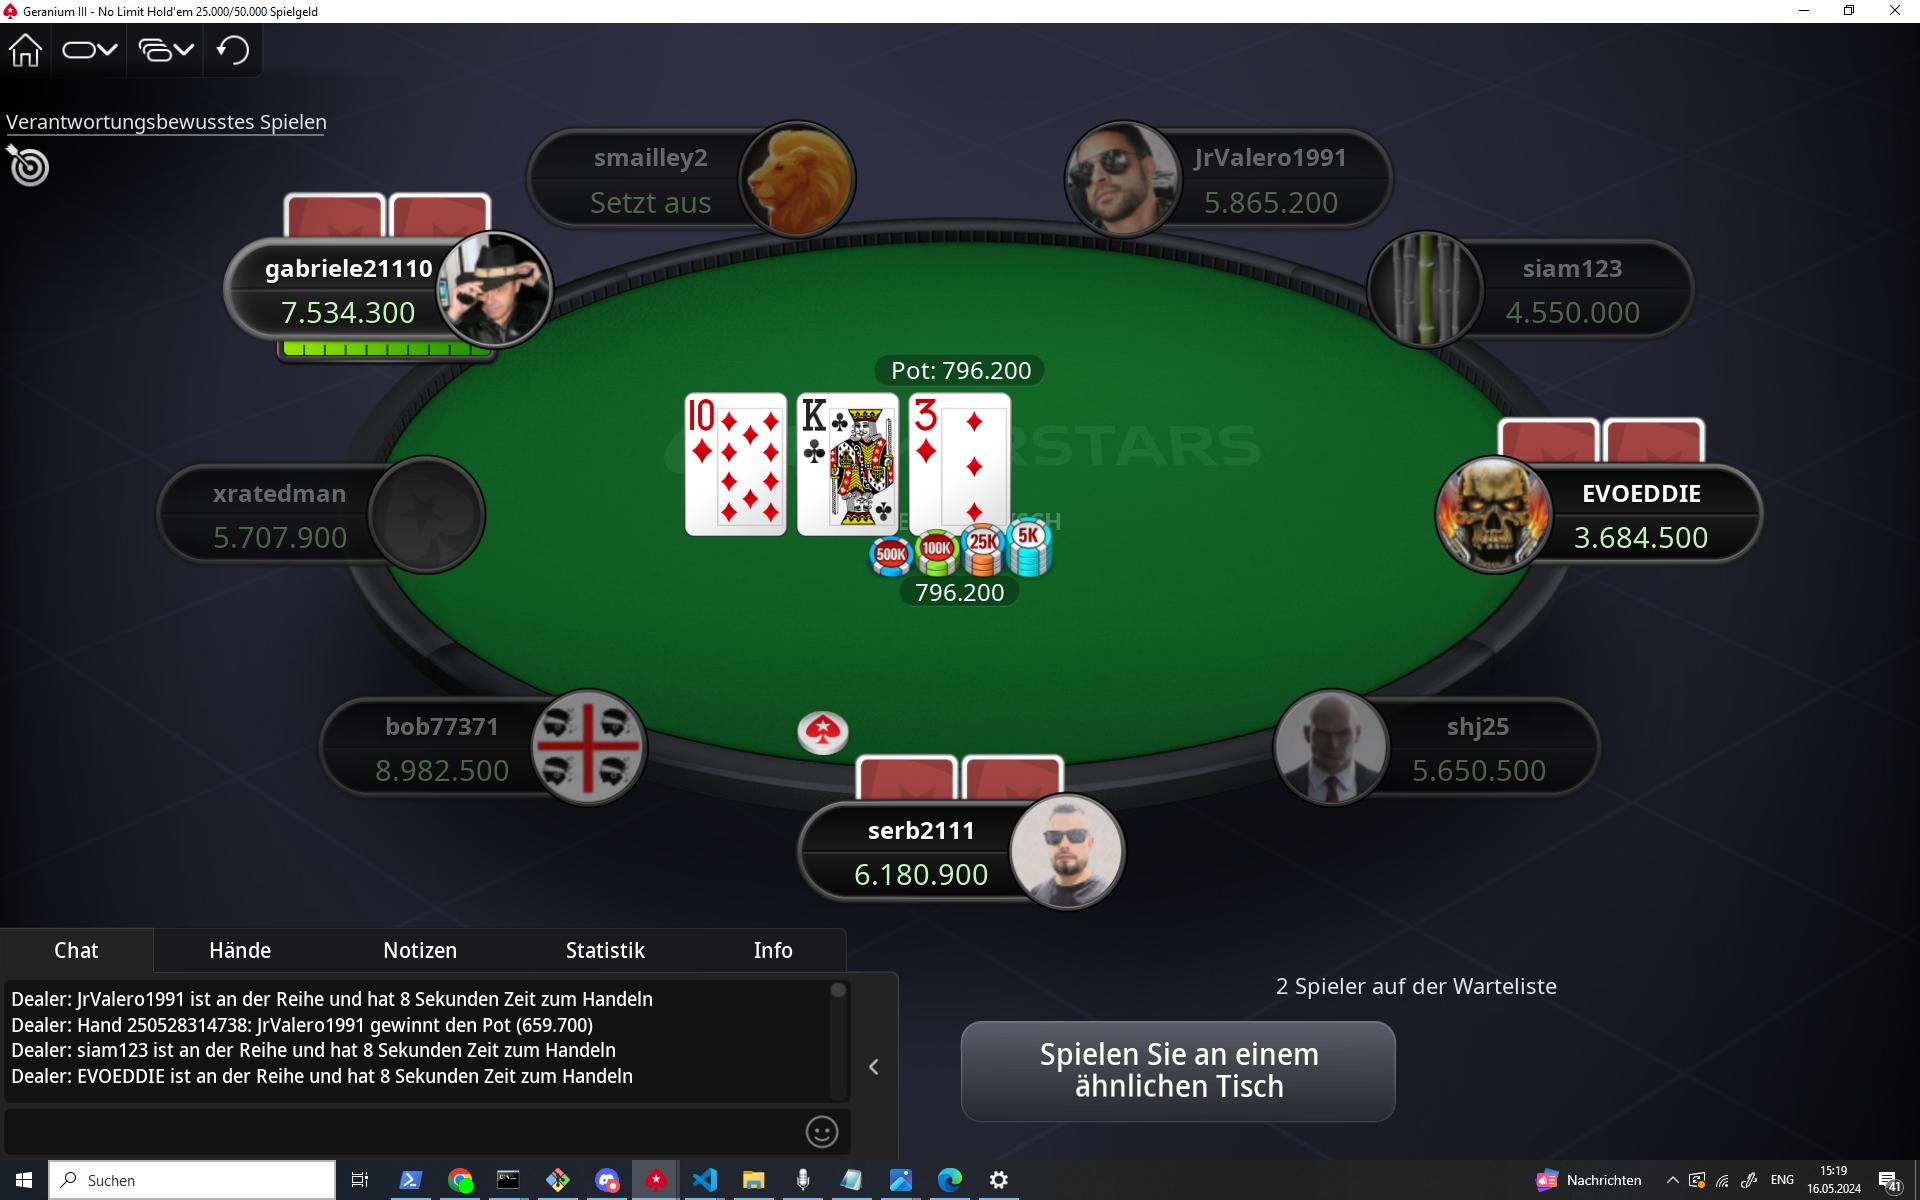 Geranium III - No Limit Hold'em 25.000/50.000 Spielgeld
Verantwortungsbewusstes Spielen
smailley2
Setzt aus
JrValero1991
5.865.200
gabriele21110
7.534.300
siam123
4.550.000
Pot: 796.200
10
K
3
xratedman
5.707.900
EVOEDDIE
3.684.500
500K
100K
25K
5K
796.200
bob77371
8.982.500
shj25
5.650.500
serb2111
6.180.900
Chat
Hände
Notizen
Statistik
Info
Dealer: JrValero1991 ist an der Reihe und hat 8 Sekunden Zeit zum Handeln
Dealer: Hand 250528314738: JrValero1991 gewinnt den Pot (659.700)
Dealer: siam123 ist an der Reihe und hat 8 Sekunden Zeit zum Handeln
Dealer: EVOEDDIE ist an der Reihe und hat 8 Sekunden Zeit zum Handeln
2 Spieler auf der Warteliste
Spielen Sie an einem
ähnlichen Tisch
Suchen
Nachrichten
ENG
15:19
16.05.2024
41